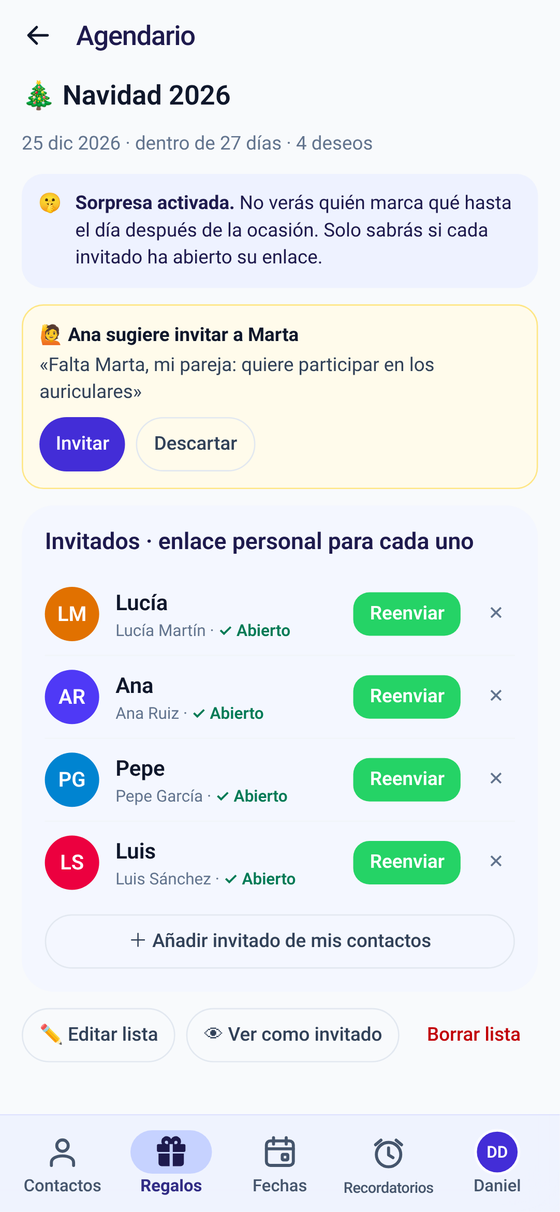 Agendario
🎄 Navidad 2026
25 dic 2026 · dentro de 27 días · 4 deseos
🤫 Sorpresa activada. No verás quién marca qué hasta
el día después de la ocasión. Solo sabrás si cada
invitado ha abierto su enlace.
🙋 Ana sugiere invitar a Marta
«Falta Marta, mi pareja: quiere participar en los
auriculares»
Invitar
Descartar
Invitados · enlace personal para cada uno
LM
Lucía
Lucía Martín · ✓ Abierto
Reenviar ✕
AR
Ana
Ana Ruiz · ✓ Abierto
Reenviar ✕
PG
Pepe
Pepe García · ✓ Abierto
Reenviar ✕
LS
Luis
Luis Sánchez · ✓ Abierto
Reenviar ✕
+ Añadir invitado de mis contactos
✏️ Editar lista
👁 Ver como invitado
Borrar lista
Contactos
Regalos
Fechas
Recordatorios
DD
Daniel